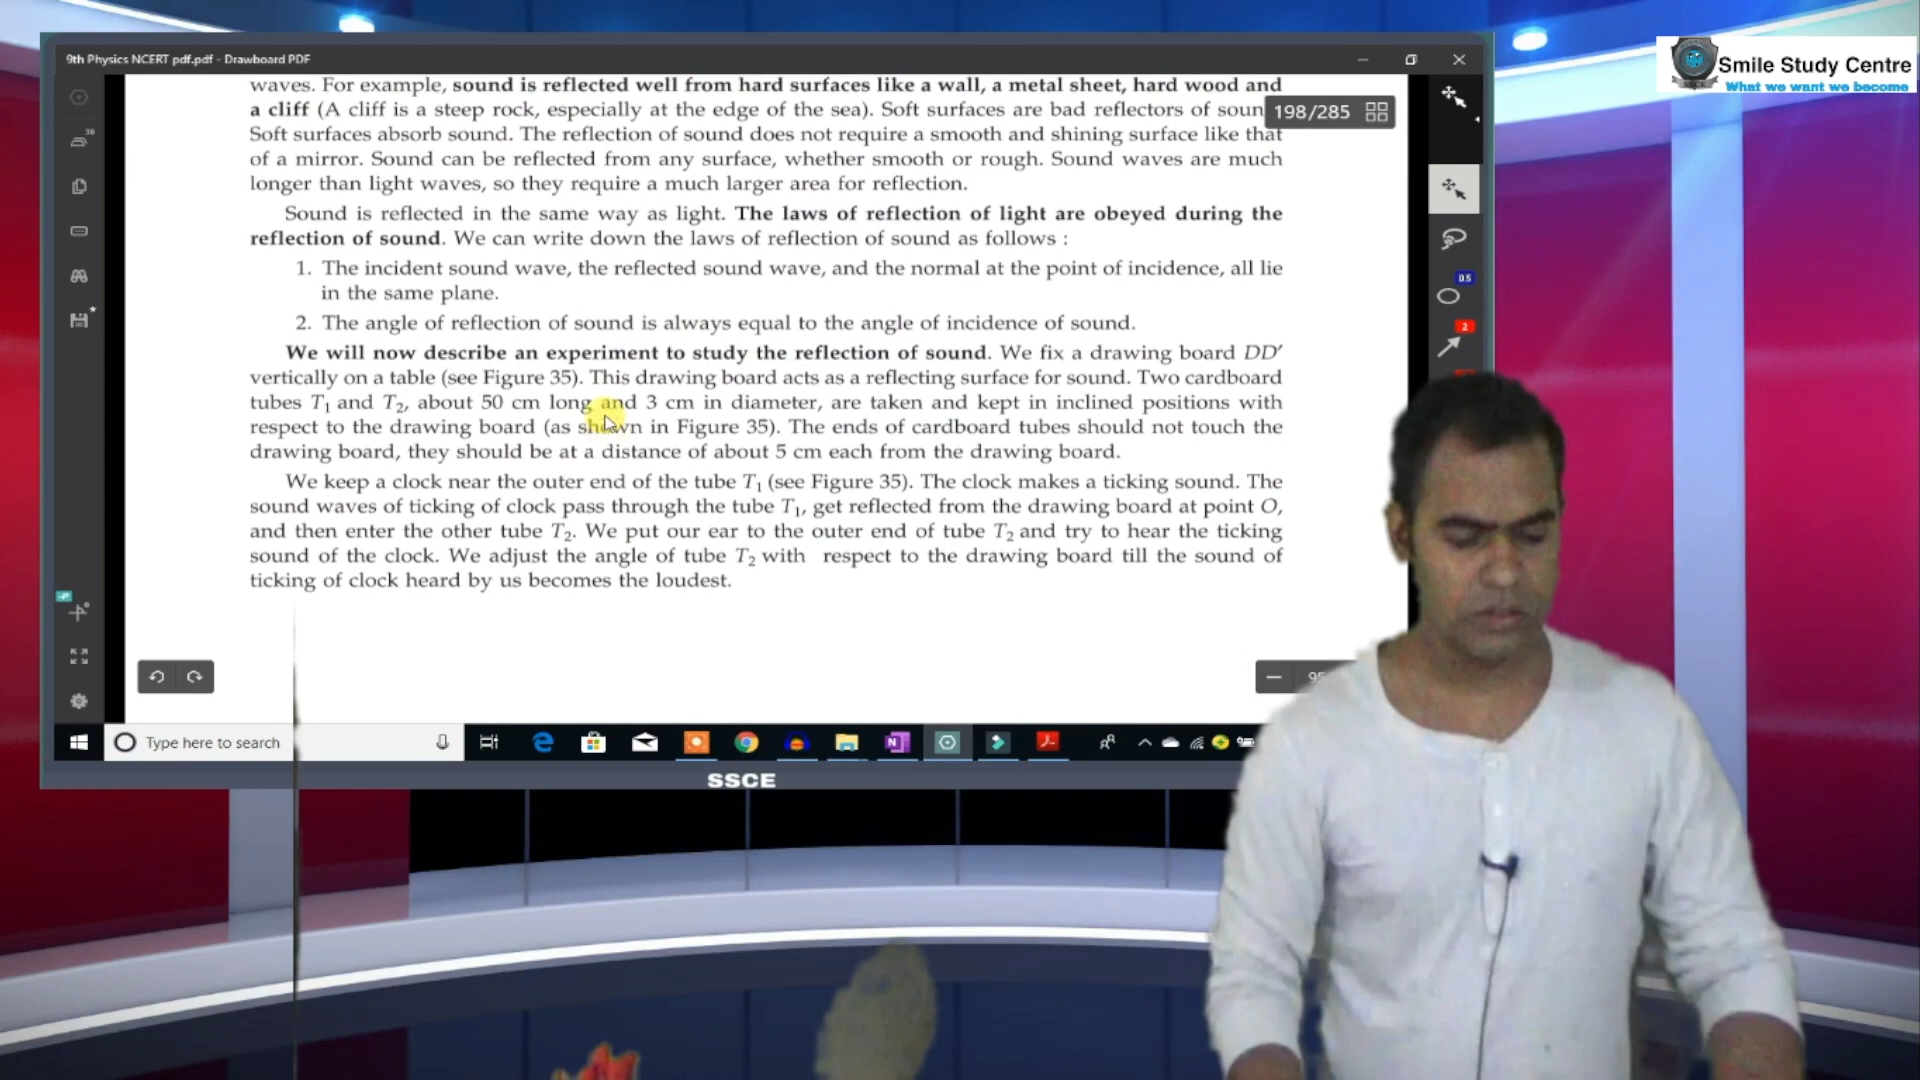 9th Physics NCERT pdf.pdf - Drawboard PDF
Smile Study Centre
What we want we become
waves. For example, sound is reflected well from hard surfaces like a wall, a metal sheet, hard wood and
a cliff (A cliff is a steep rock, especially at the edge of the sea). Soft surfaces are bad reflectors of soun
198/285
Soft surfaces absorb sound. The reflection of sound does not require a smooth and shining surface like that
of a mirror. Sound can be reflected from any surface, whether smooth or rough. Sound waves are much
longer than light waves, so they require a much larger area for reflection.
Sound is reflected in the same way as light. The laws of reflection of light are obeyed during the
reflection of sound. We can write down the laws of reflection of sound as follows :
1. The incident sound wave, the reflected sound wave, and the normal at the point of incidence, all lie
in the same plane.
2. The angle of reflection of sound is always equal to the angle of incidence of sound.
We will now describe an experiment to study the reflection of sound. We fix a drawing board DD′
vertically on a table (see Figure 35). This drawing board acts as a reflecting surface for sound. Two cardboard
tubes T1 and T2, about 50 cm long and 3 cm in diameter, are taken and kept in inclined positions with
respect to the drawing board (as shown in Figure 35). The ends of cardboard tubes should not touch the
drawing board, they should be at a distance of about 5 cm each from the drawing board.
We keep a clock near the outer end of the tube T1 (see Figure 35). The clock makes a ticking sound. The
sound waves of ticking of clock pass through the tube T1, get reflected from the drawing board at point O,
and then enter the other tube T2. We put our ear to the outer end of tube T2 and try to hear the ticking
sound of the clock. We adjust the angle of tube T2 with respect to the drawing board till the sound of
ticking of clock heard by us becomes the loudest.
36
0.5
2
95
Type here to search
SSCE